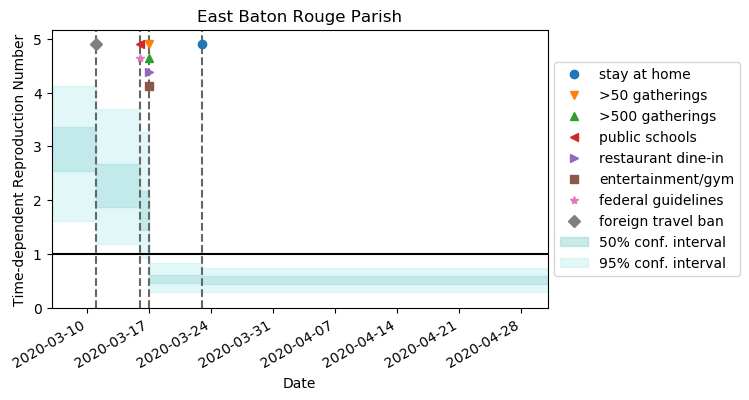 East Baton Rouge Parish
Time-dependent Reproduction Number
5
4
3
2
1
0
2020-03-10
2020-03-17
2020-03-24
2020-03-31
2020-04-07
2020-04-14
2020-04-21
2020-04-28
Date
stay at home
>50 gatherings
>500 gatherings
public schools
restaurant dine-in
entertainment/gym
federal guidelines
foreign travel ban
50% conf. interval
95% conf. interval